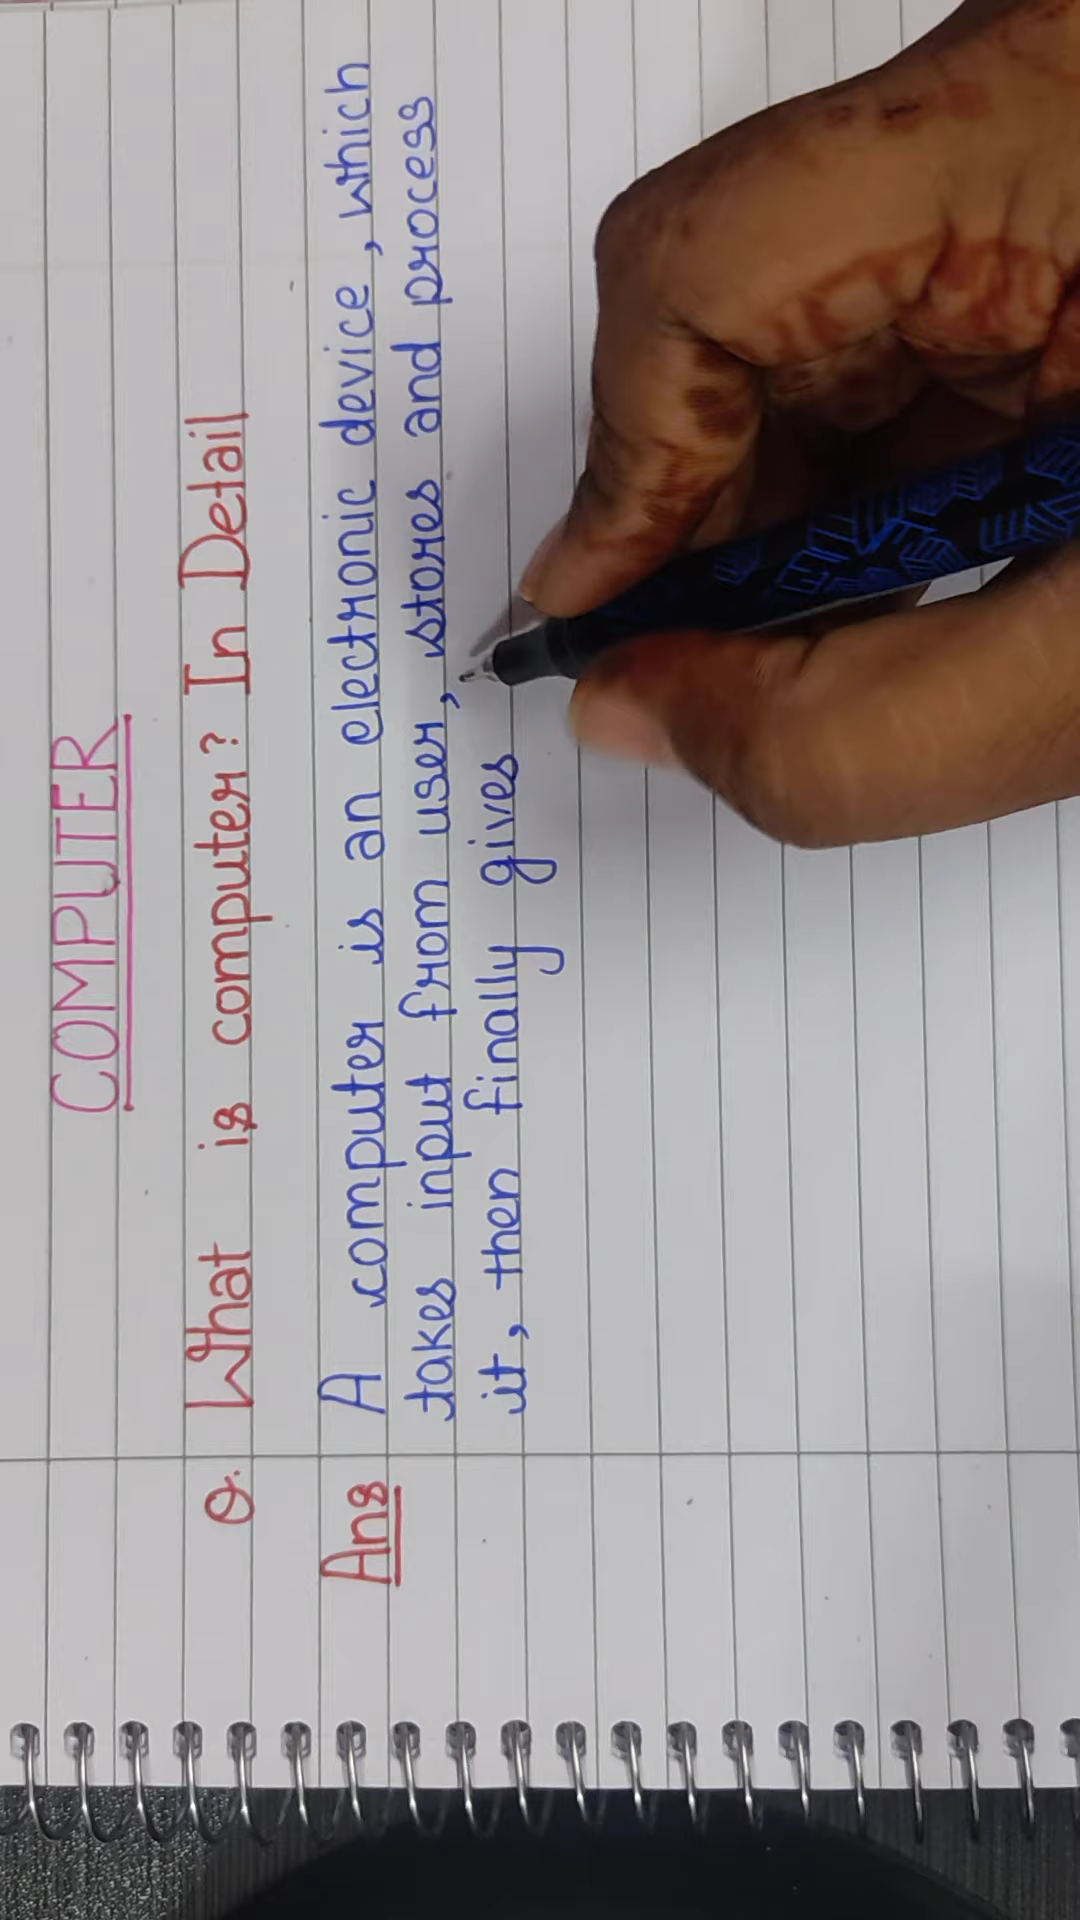 COMPUTER
Q. What is computer? In Detail
Ans A computer is an electronic device, which
takes input from user, stores and process
it, then finally gives